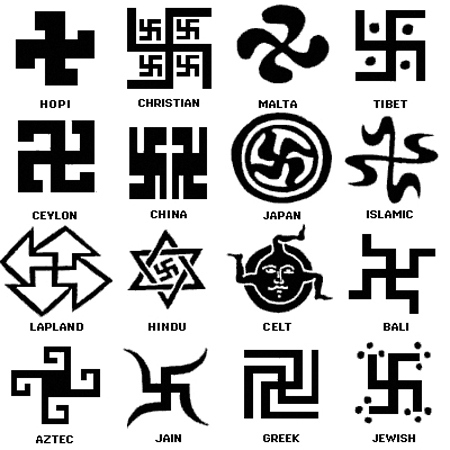 HOPI CHRISTIAN MALTA TIBET
CEYLON CHINA JAPAN ISLAMIC
LAPLAND HINDU CELT BALI
AZTEC JAIN GREEK JEWISH